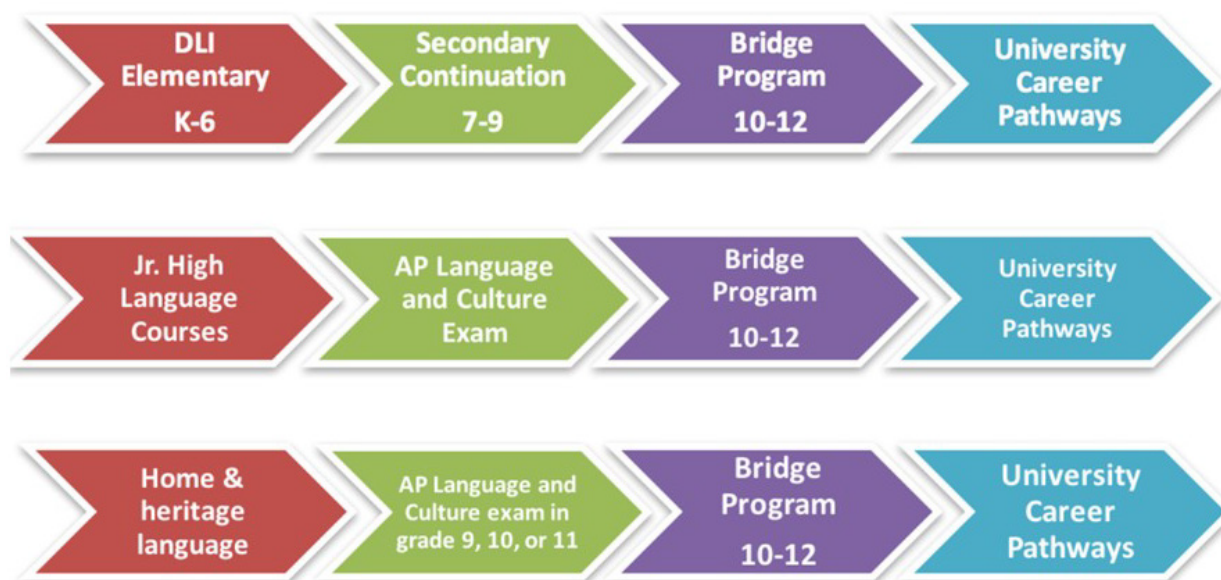 DLI
Elementary
K-6
Secondary
Continuation
7-9
Bridge
Program
10-12
University
Career
Pathways
Jr. High
Language
Courses
AP Language
and Culture
Exam
Bridge
Program
10-12
University
Career
Pathways
Home &
heritage
language
AP Language and
Culture exam in
grade 9, 10, or 11
Bridge
Program
10-12
University
Career
Pathways